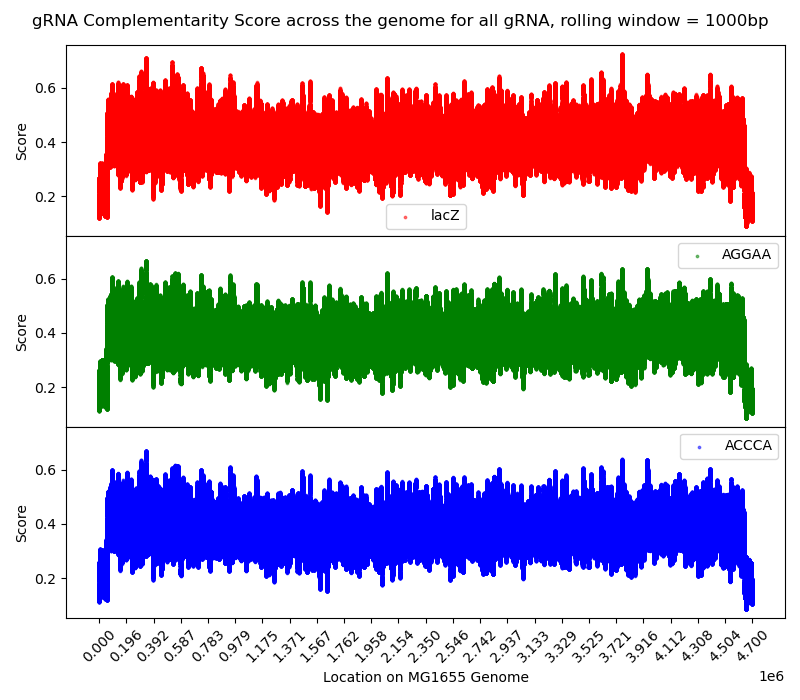 gRNA Complementarity Score across the genome for all gRNA, rolling window = 1000bp
0.6
0.4
0.2
Score
lacZ
0.6
0.4
0.2
Score
AGGAA
0.6
0.4
0.2
Score
ACCCA
0.000 0.196 0.392 0.587 0.783 0.979 1.175 1.371 1.567 1.762 1.958 2.154 2.350 2.546 2.742 2.937 3.133 3.329 3.525 3.721 3.916 4.112 4.308 4.504 4.700
1e6
Location on MG1655 Genome